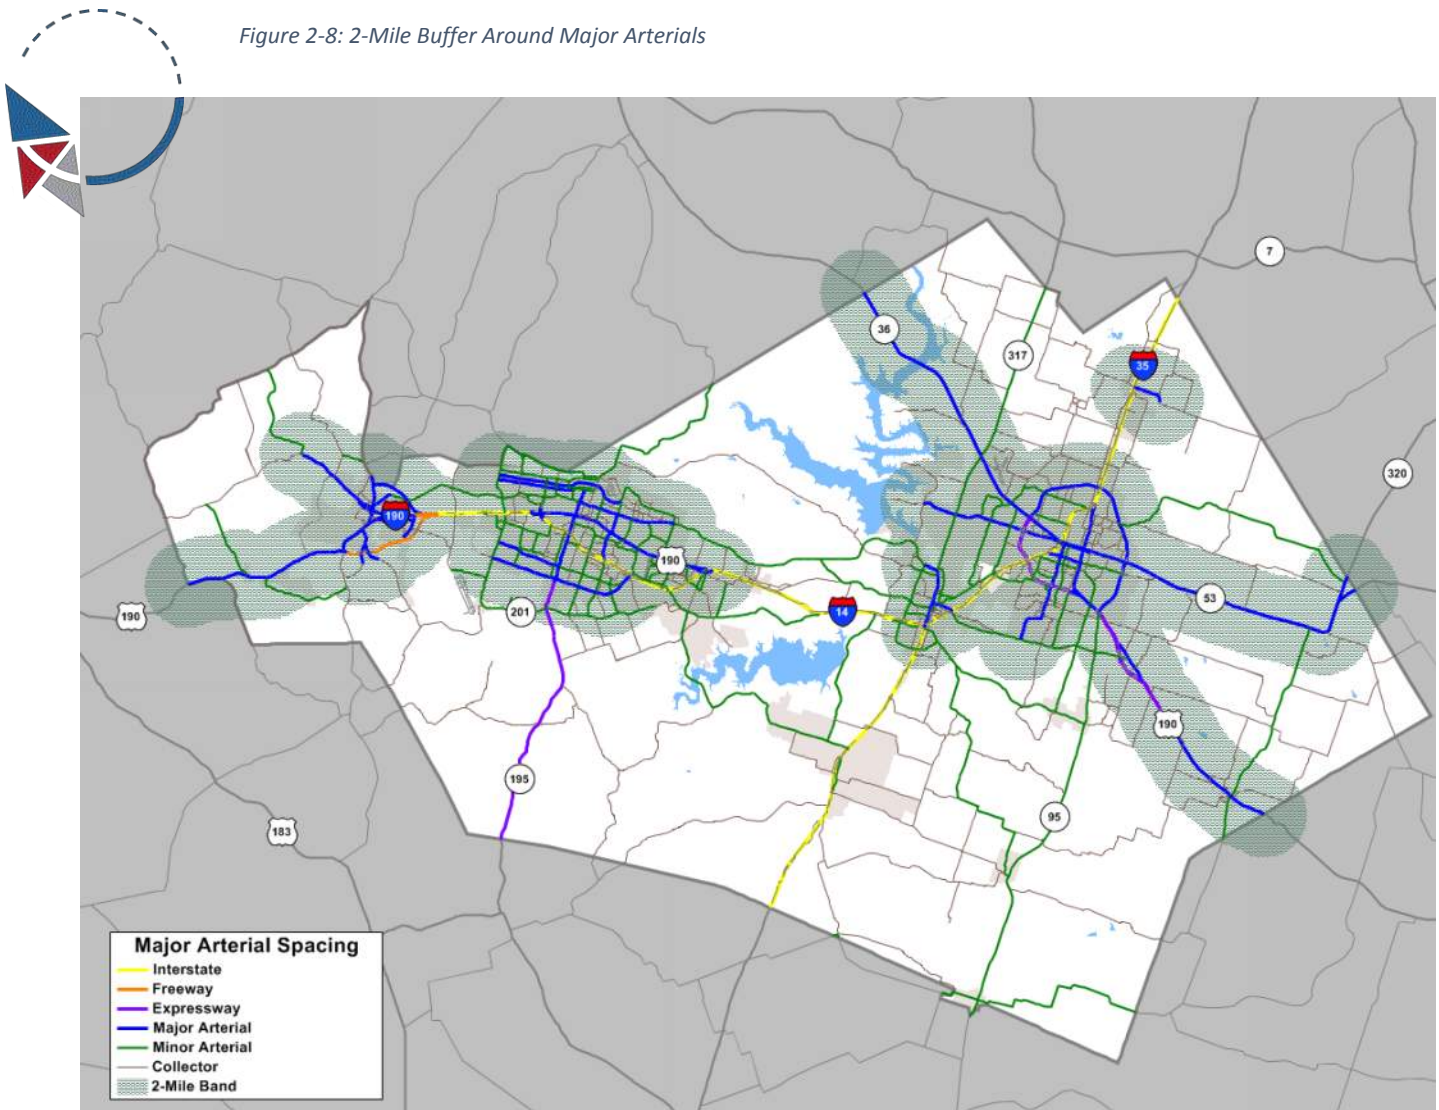 Figure 2-8: 2-Mile Buffer Around Major Arterials
7
36
317
35
320
190
190
201
190
14
53
190
195
183
95
Major Arterial Spacing
Interstate
Freeway
Expressway
Major Arterial
Minor Arterial
Collector
2-Mile Band